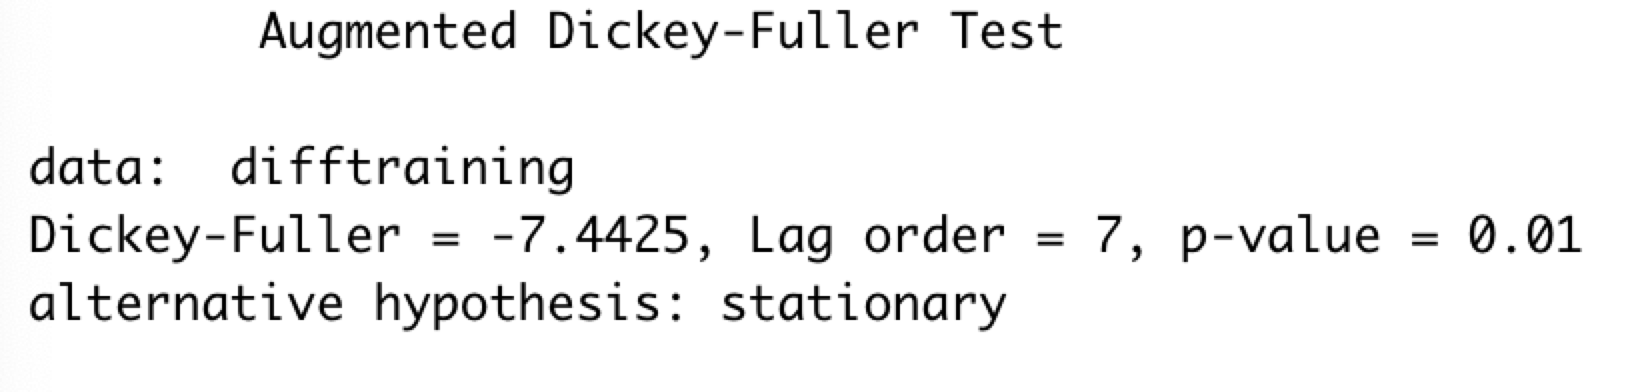 Augmented Dickey-Fuller Test
data:  difftraining
Dickey-Fuller = -7.4425, Lag order = 7, p-value = 0.01
alternative hypothesis: stationary